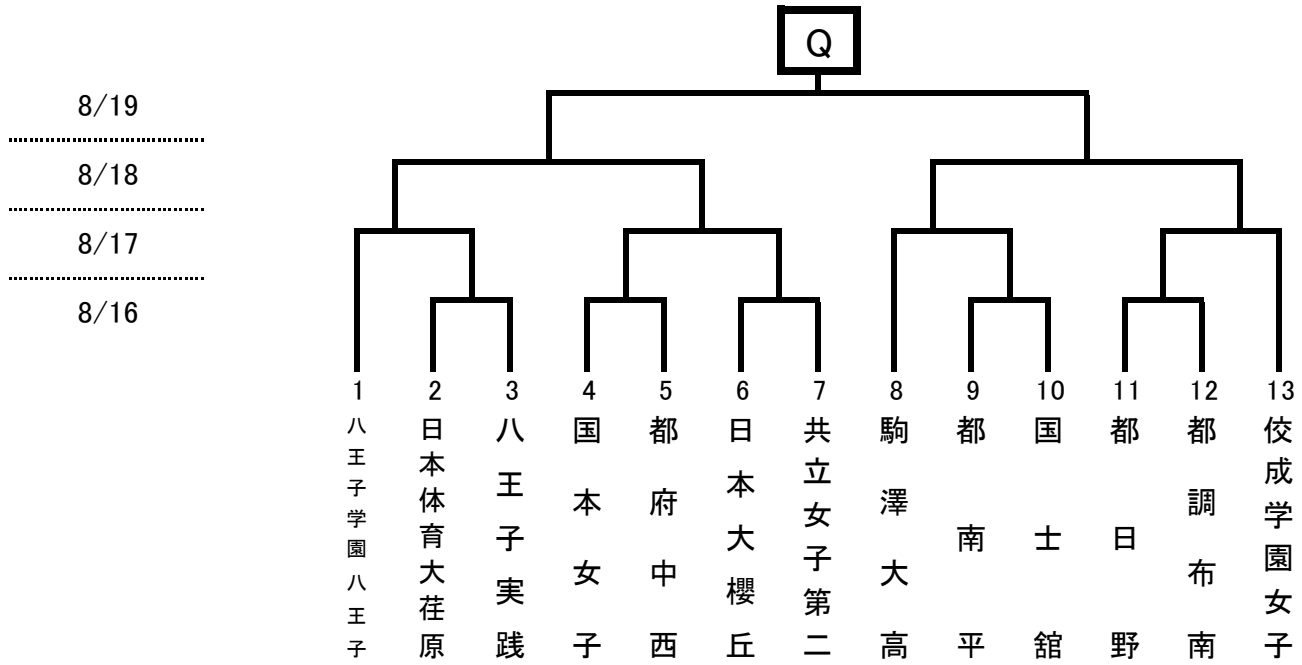 Q
8/19
8/18
8/17
8/16
1
2
3
4
5
6
7
8
9
10
11
12
13
八王子学園八王子
日本体育大荏原
八王子実践
国本女子
都府中西
日本大櫻丘
共立女子第二
駒澤大高
都南平
国士舘
都日野
都調布南
佼成学園女子